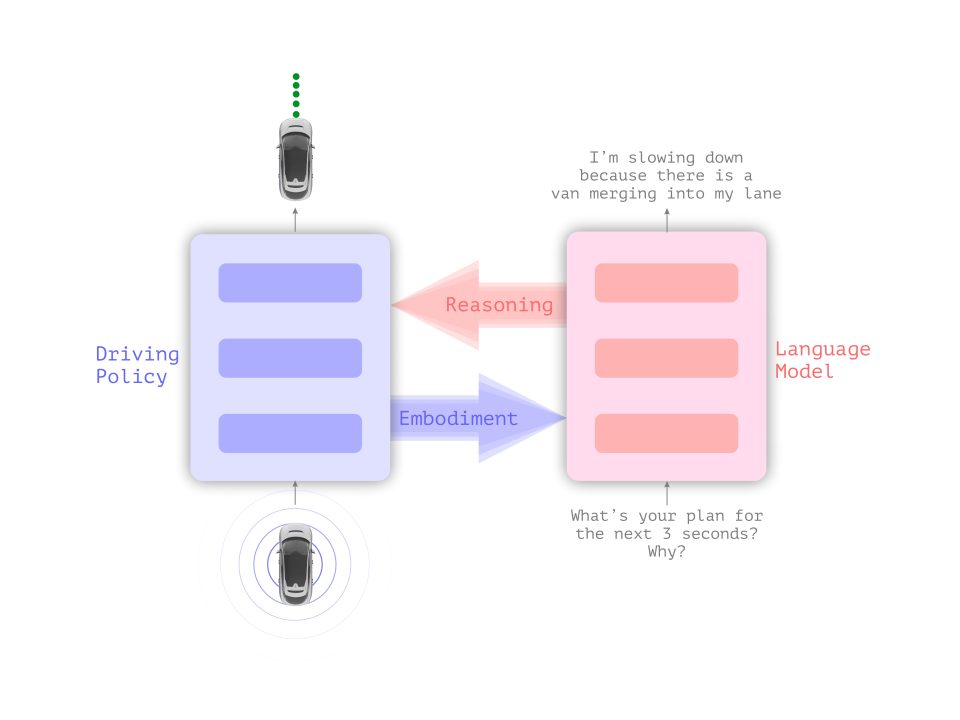 I’m slowing down
because there is a
van merging into my lane
Reasoning
Driving
Policy
Language
Model
Embodiment
What’s your plan for
the next 3 seconds?
Why?